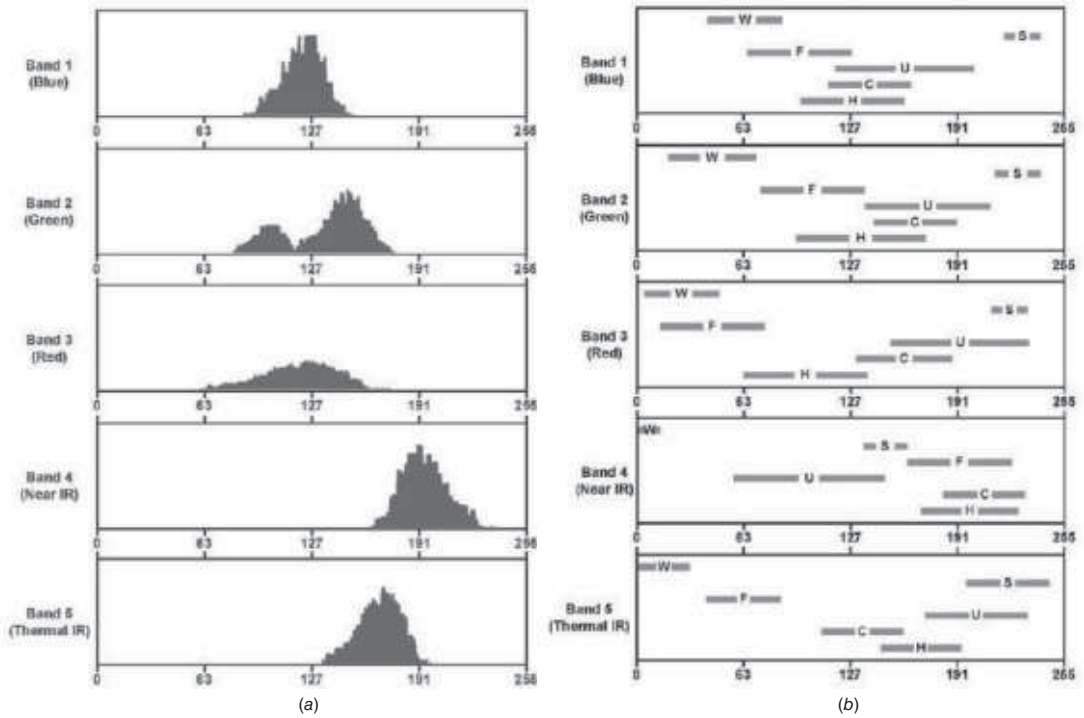 Band 1
(Blue)
0 63 127 191 255
Band 2
(Green)
0 63 127 191 255
Band 3
(Red)
0 63 127 191 255
Band 4
(Near IR)
0 63 127 191 255
Band 5
(Thermal IR)
0 63 127 191 255
(a)
Band 1
(Blue)
W
S
F
U
C
H
0 63 127 191 255
Band 2
(Green)
W
S
F
U
C
H
0 63 127 191 255
Band 3
(Red)
W
S
F
U
C
H
0 63 127 191 255
Band 4
(Near IR)
W
S
F
U
C
H
0 63 127 191 255
Band 5
(Thermal IR)
W
S
F
U
C
H
0 63 127 191 255
(b)